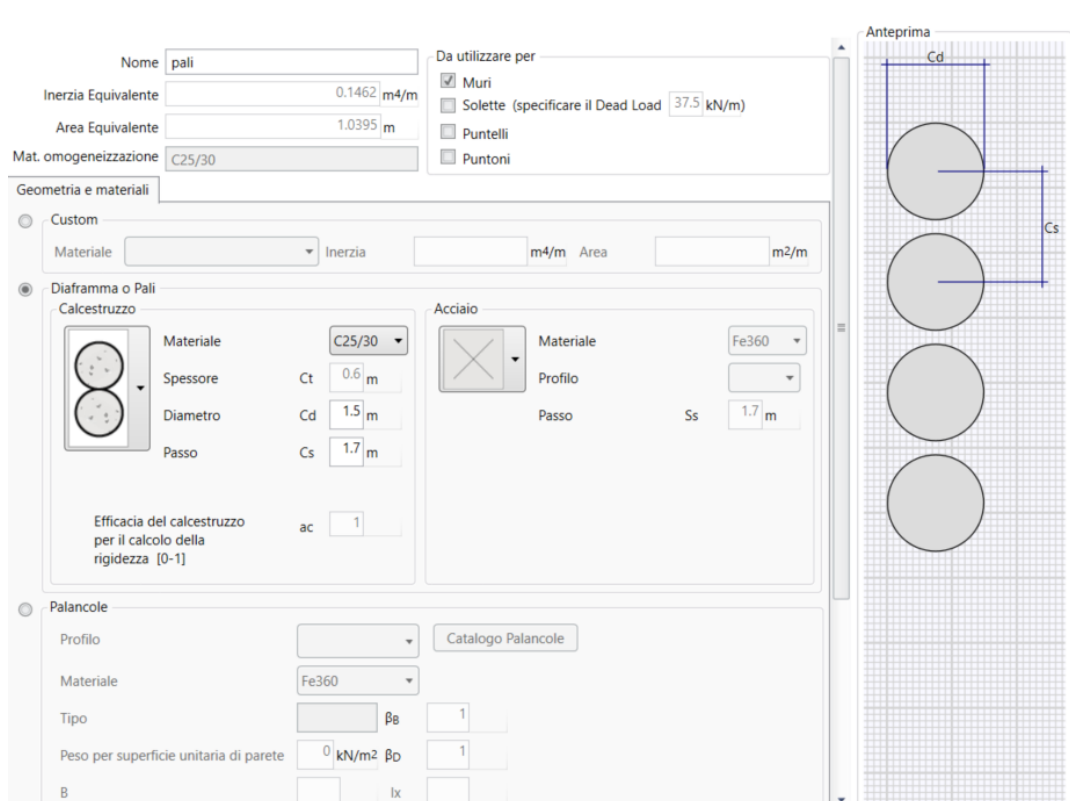 Anteprima
Nome pali
Da utilizzare per
Inerzia Equivalente 0.1462 m4/m
Muri
Solette (specificare il Dead Load 37.5 kN/m)
Area Equivalente 1.0395 m
Puntelli
Mat. omogeneizzazione C25/30
Puntoni
Geometria e materiali
Custom
Materiale Inerzia m4/m Area m2/m
Diaframma o Pali
Calcestruzzo
Materiale C25/30
Spessore Ct 0.6 m
Diametro Cd 1.5 m
Passo Cs 1.7 m
Efficacia del calcestruzzo
per il calcolo della
rigidezza [0-1]
ac 1
Acciaio
Materiale Fe360
Profilo
Passo Ss 1.7 m
Palancole
Profilo Catalogo Palancole
Materiale Fe360
Tipo βB 1
Peso per superficie unitaria di parete 0 kN/m2 βD 1
B Ix
Cd
Cs